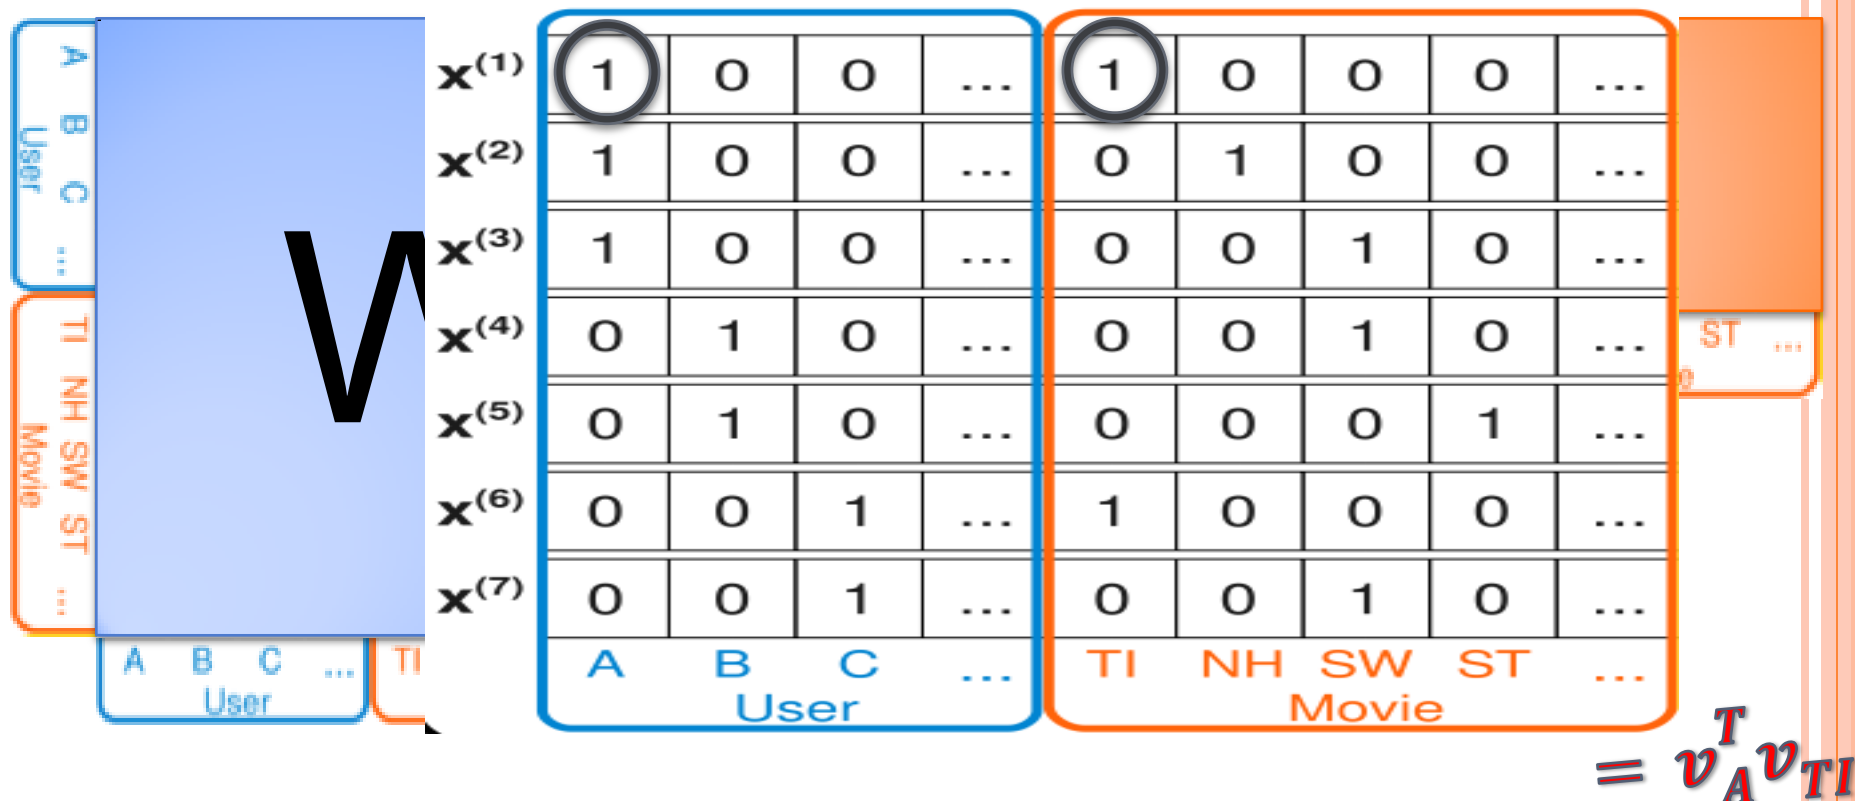 A B C ...
User
TI NH SW ST ...
Movie
W
A B C ...
User
TI
x(1) 1 0 0 ... 1 0 0 0 ...
x(2) 1 0 0 ... 0 1 0 0 ...
x(3) 1 0 0 ... 0 0 1 0 ...
x(4) 0 1 0 ... 0 0 1 0 ...
x(5) 0 1 0 ... 0 0 0 1 ...
x(6) 0 0 1 ... 1 0 0 0 ...
x(7) 0 0 1 ... 0 0 1 0 ...
A B C ... TI NH SW ST ...
User Movie
ST ...
e
= v_A^T v_TI